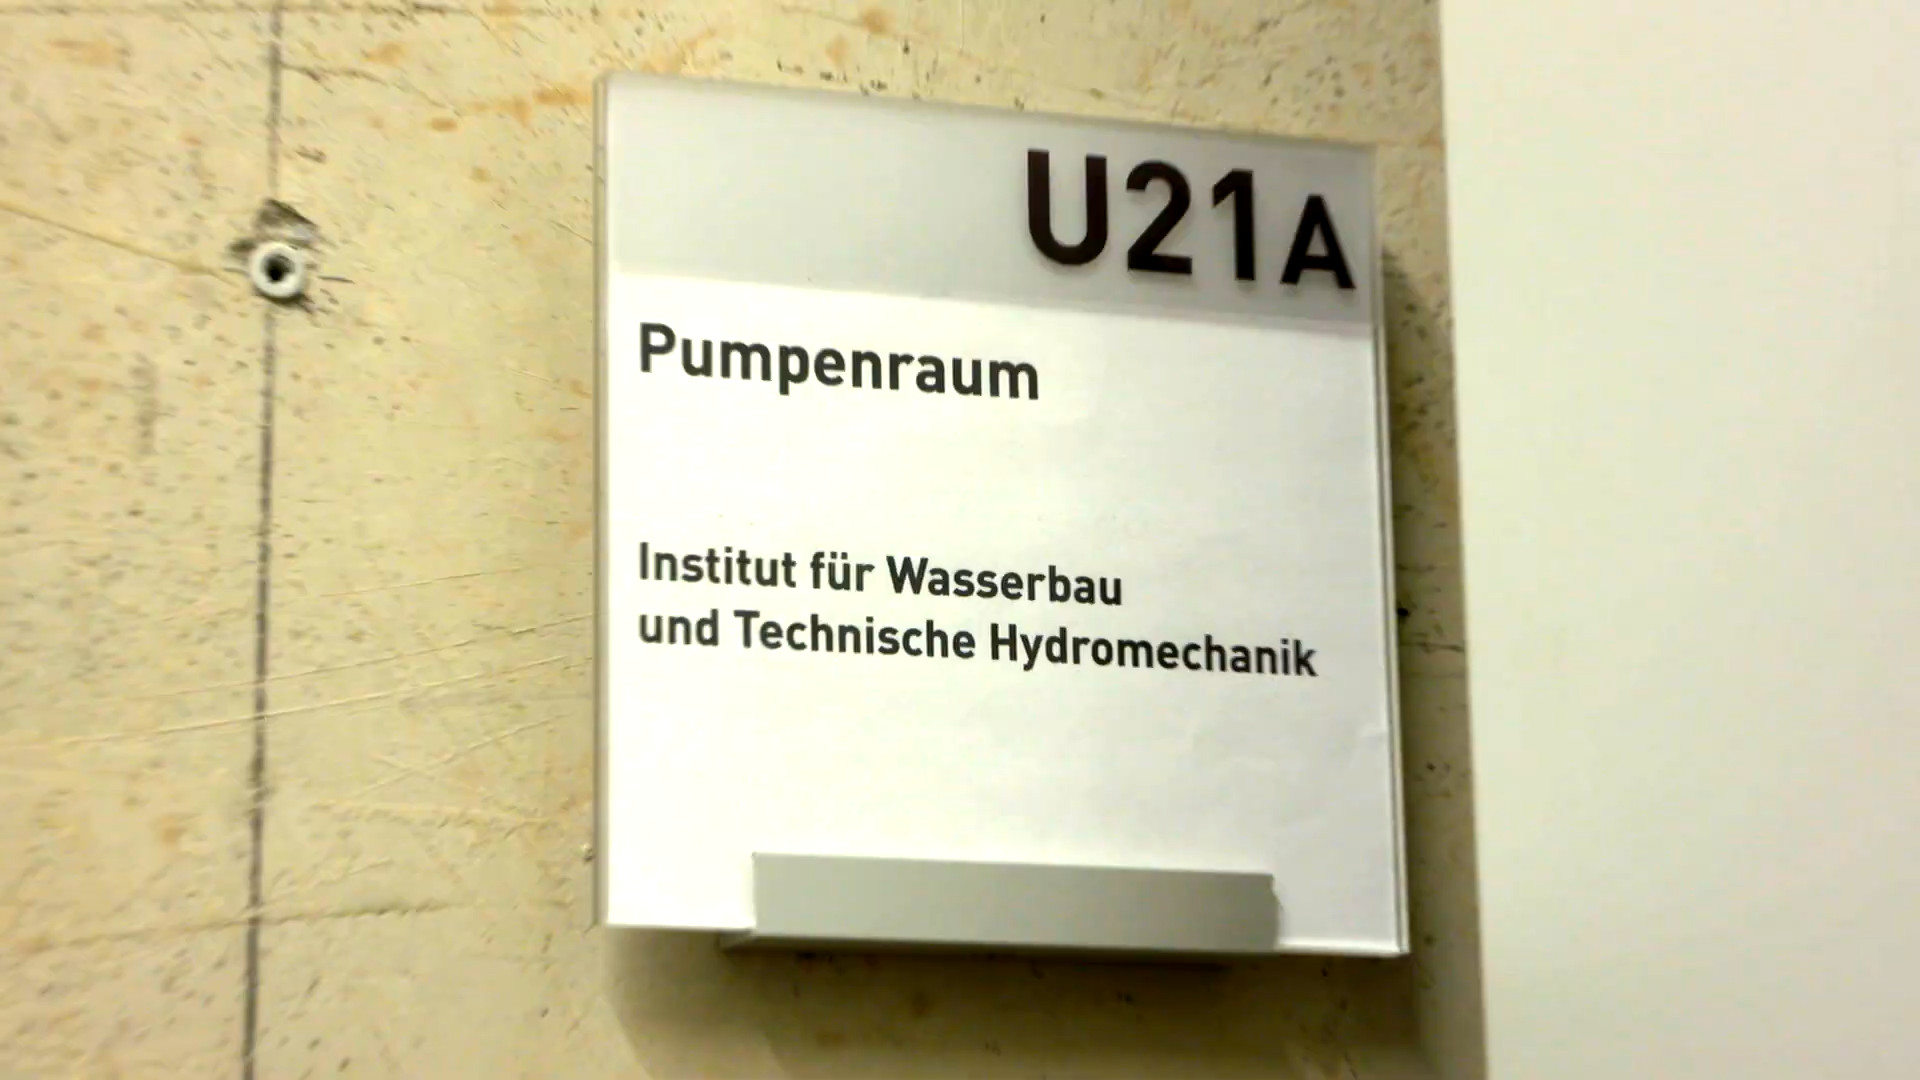 U21A
Pumpenraum
Institut für Wasserbau
und Technische Hydromechanik